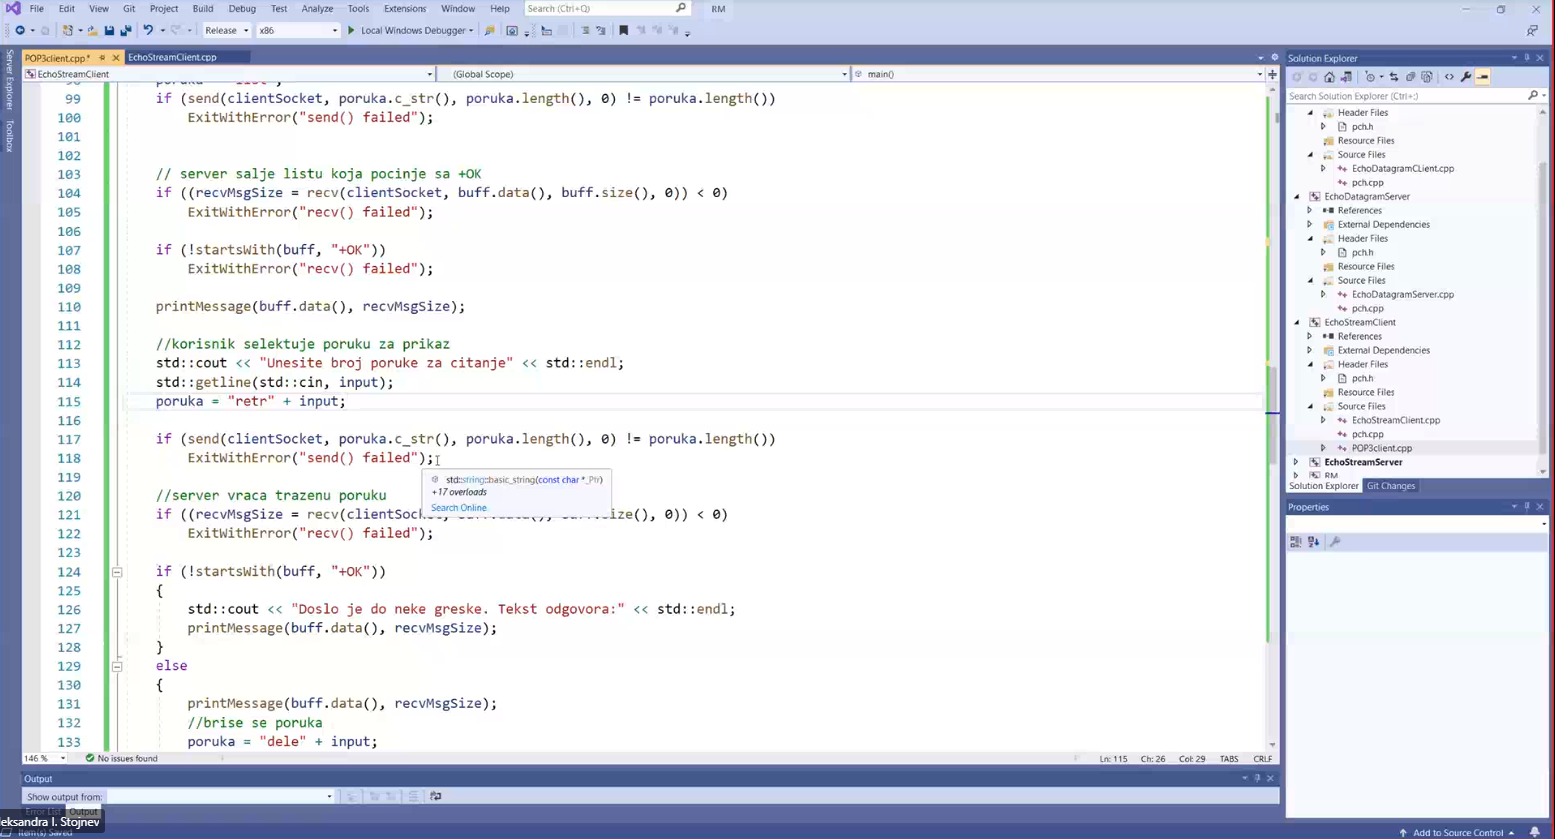 File Edit View Git Project Build Debug Test Analyze Tools Extensions Window Help Search (Ctrl+Q) RM
Release x86 Local Windows Debugger
POP3client.cpp* EchoStreamClient.cpp
EchoStreamClient (Global Scope) main()
99 if (send(clientSocket, poruka.c_str(), poruka.length(), 0) != poruka.length())
100 ExitWithError("send() failed");
101
102
103 // server salje listu koja pocinje sa +OK
104 if ((recvMsgSize = recv(clientSocket, buff.data(), buff.size(), 0)) < 0)
105 ExitWithError("recv() failed");
106
107 if (!startsWith(buff, "+OK"))
108 ExitWithError("recv() failed");
109
110 printMessage(buff.data(), recvMsgSize);
111
112 //korisnik selektuje poruku za prikaz
113 std::cout << "Unesite broj poruke za citanje" << std::endl;
114 std::getline(std::cin, input);
115 poruka = "retr" + input;
116
117 if (send(clientSocket, poruka.c_str(), poruka.length(), 0) != poruka.length())
118 ExitWithError("send() failed");
119
std::string::basic_string(const char *_Ptr)
+17 overloads
Search Online
120 //server vraca trazenu poruku
121 if ((recvMsgSize = recv(clientSoc size(), 0)) < 0)
122 ExitWithError("recv() failed");
123
124 if (!startsWith(buff, "+OK"))
125 {
126 std::cout << "Doslo je do neke greske. Tekst odgovora:" << std::endl;
127 printMessage(buff.data(), recvMsgSize);
128 }
129 else
130 {
131 printMessage(buff.data(), recvMsgSize);
132 //brise se poruka
133 poruka = "dele" + input;
146 % No issues found Ln: 115 Ch: 26 Col: 29 TABS CRLF
Output
Show output from:
Error List Output
leksandra I. Stojnev
Item(s) Saved
Server Explorer
Toolbox
Solution Explorer
Search Solution Explorer (Ctrl+;)
Header Files
pch.h
Resource Files
Source Files
EchoDatagramCLient.cpp
pch.cpp
EchoDatagramServer
References
External Dependencies
Header Files
pch.h
Resource Files
Source Files
EchoDatagramServer.cpp
pch.cpp
EchoStreamClient
References
External Dependencies
Header Files
pch.h
Resource Files
Source Files
EchoStreamClient.cpp
pch.cpp
POP3client.cpp
EchoStreamServer
RM
Solution Explorer Git Changes
Properties
Add to Source Control